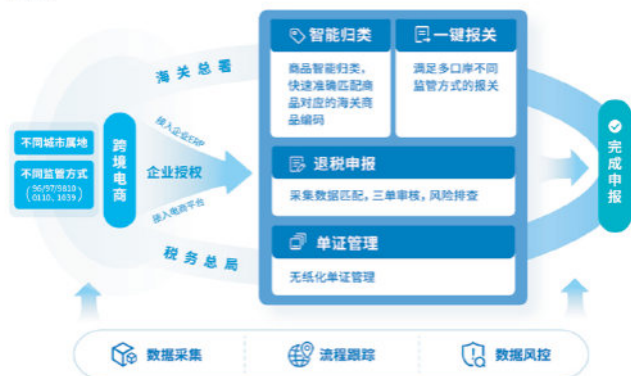 海关总署
智能归类
商品智能归类，
快速准确匹配商
品对应的海关商
品编码
一键报关
满足多口岸不同
监管方式的报关
不同城市属地
不同监管方式
（96/97/9810
0110、1039）
跨境电商
接入企业ERP
企业授权
接入电商平台
退税申报
采集数据匹配，三单审核，风险排查
单证管理
无纸化单证管理
税务总局
完成申报
数据采集
流程跟踪
数据风控